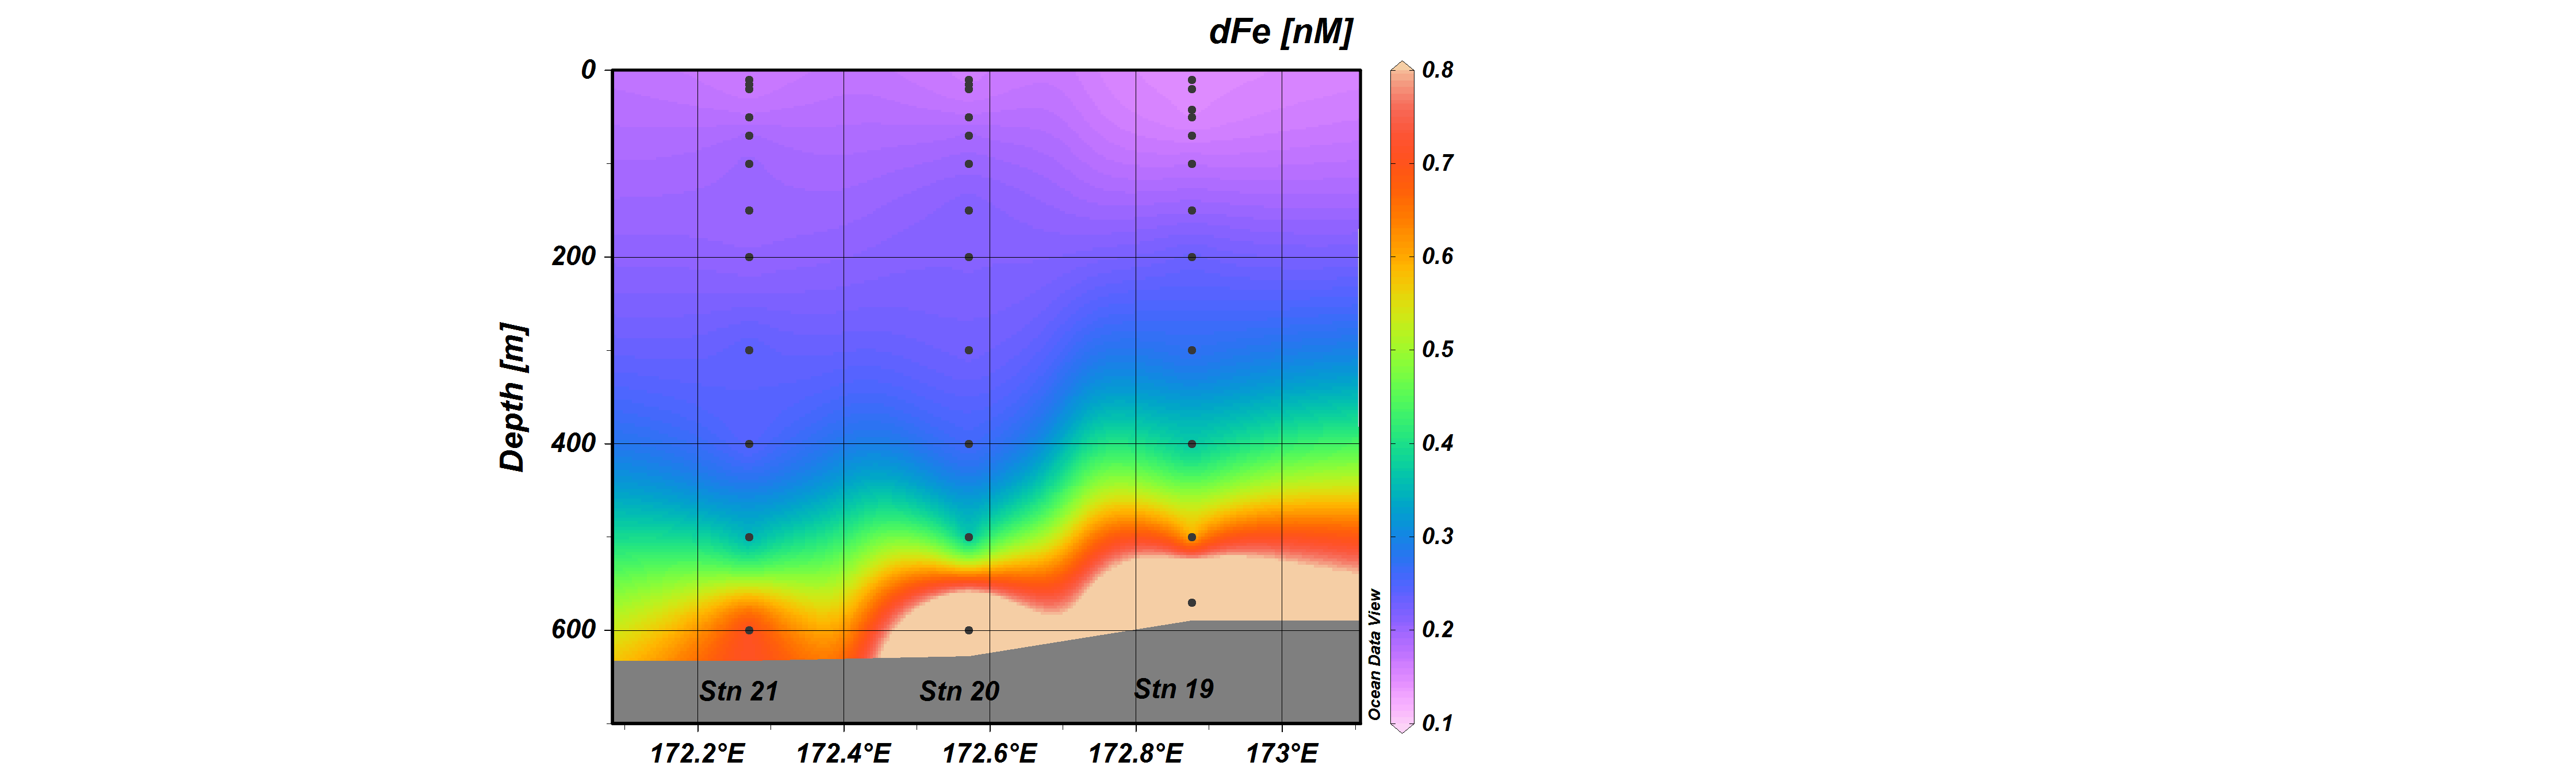 dFe [nM]
0
200
400
600
Depth [m]
0.8
0.7
0.6
0.5
0.4
0.3
0.2
0.1
Ocean Data View
Stn 21
Stn 20
Stn 19
172.2°E
172.4°E
172.6°E
172.8°E
173°E